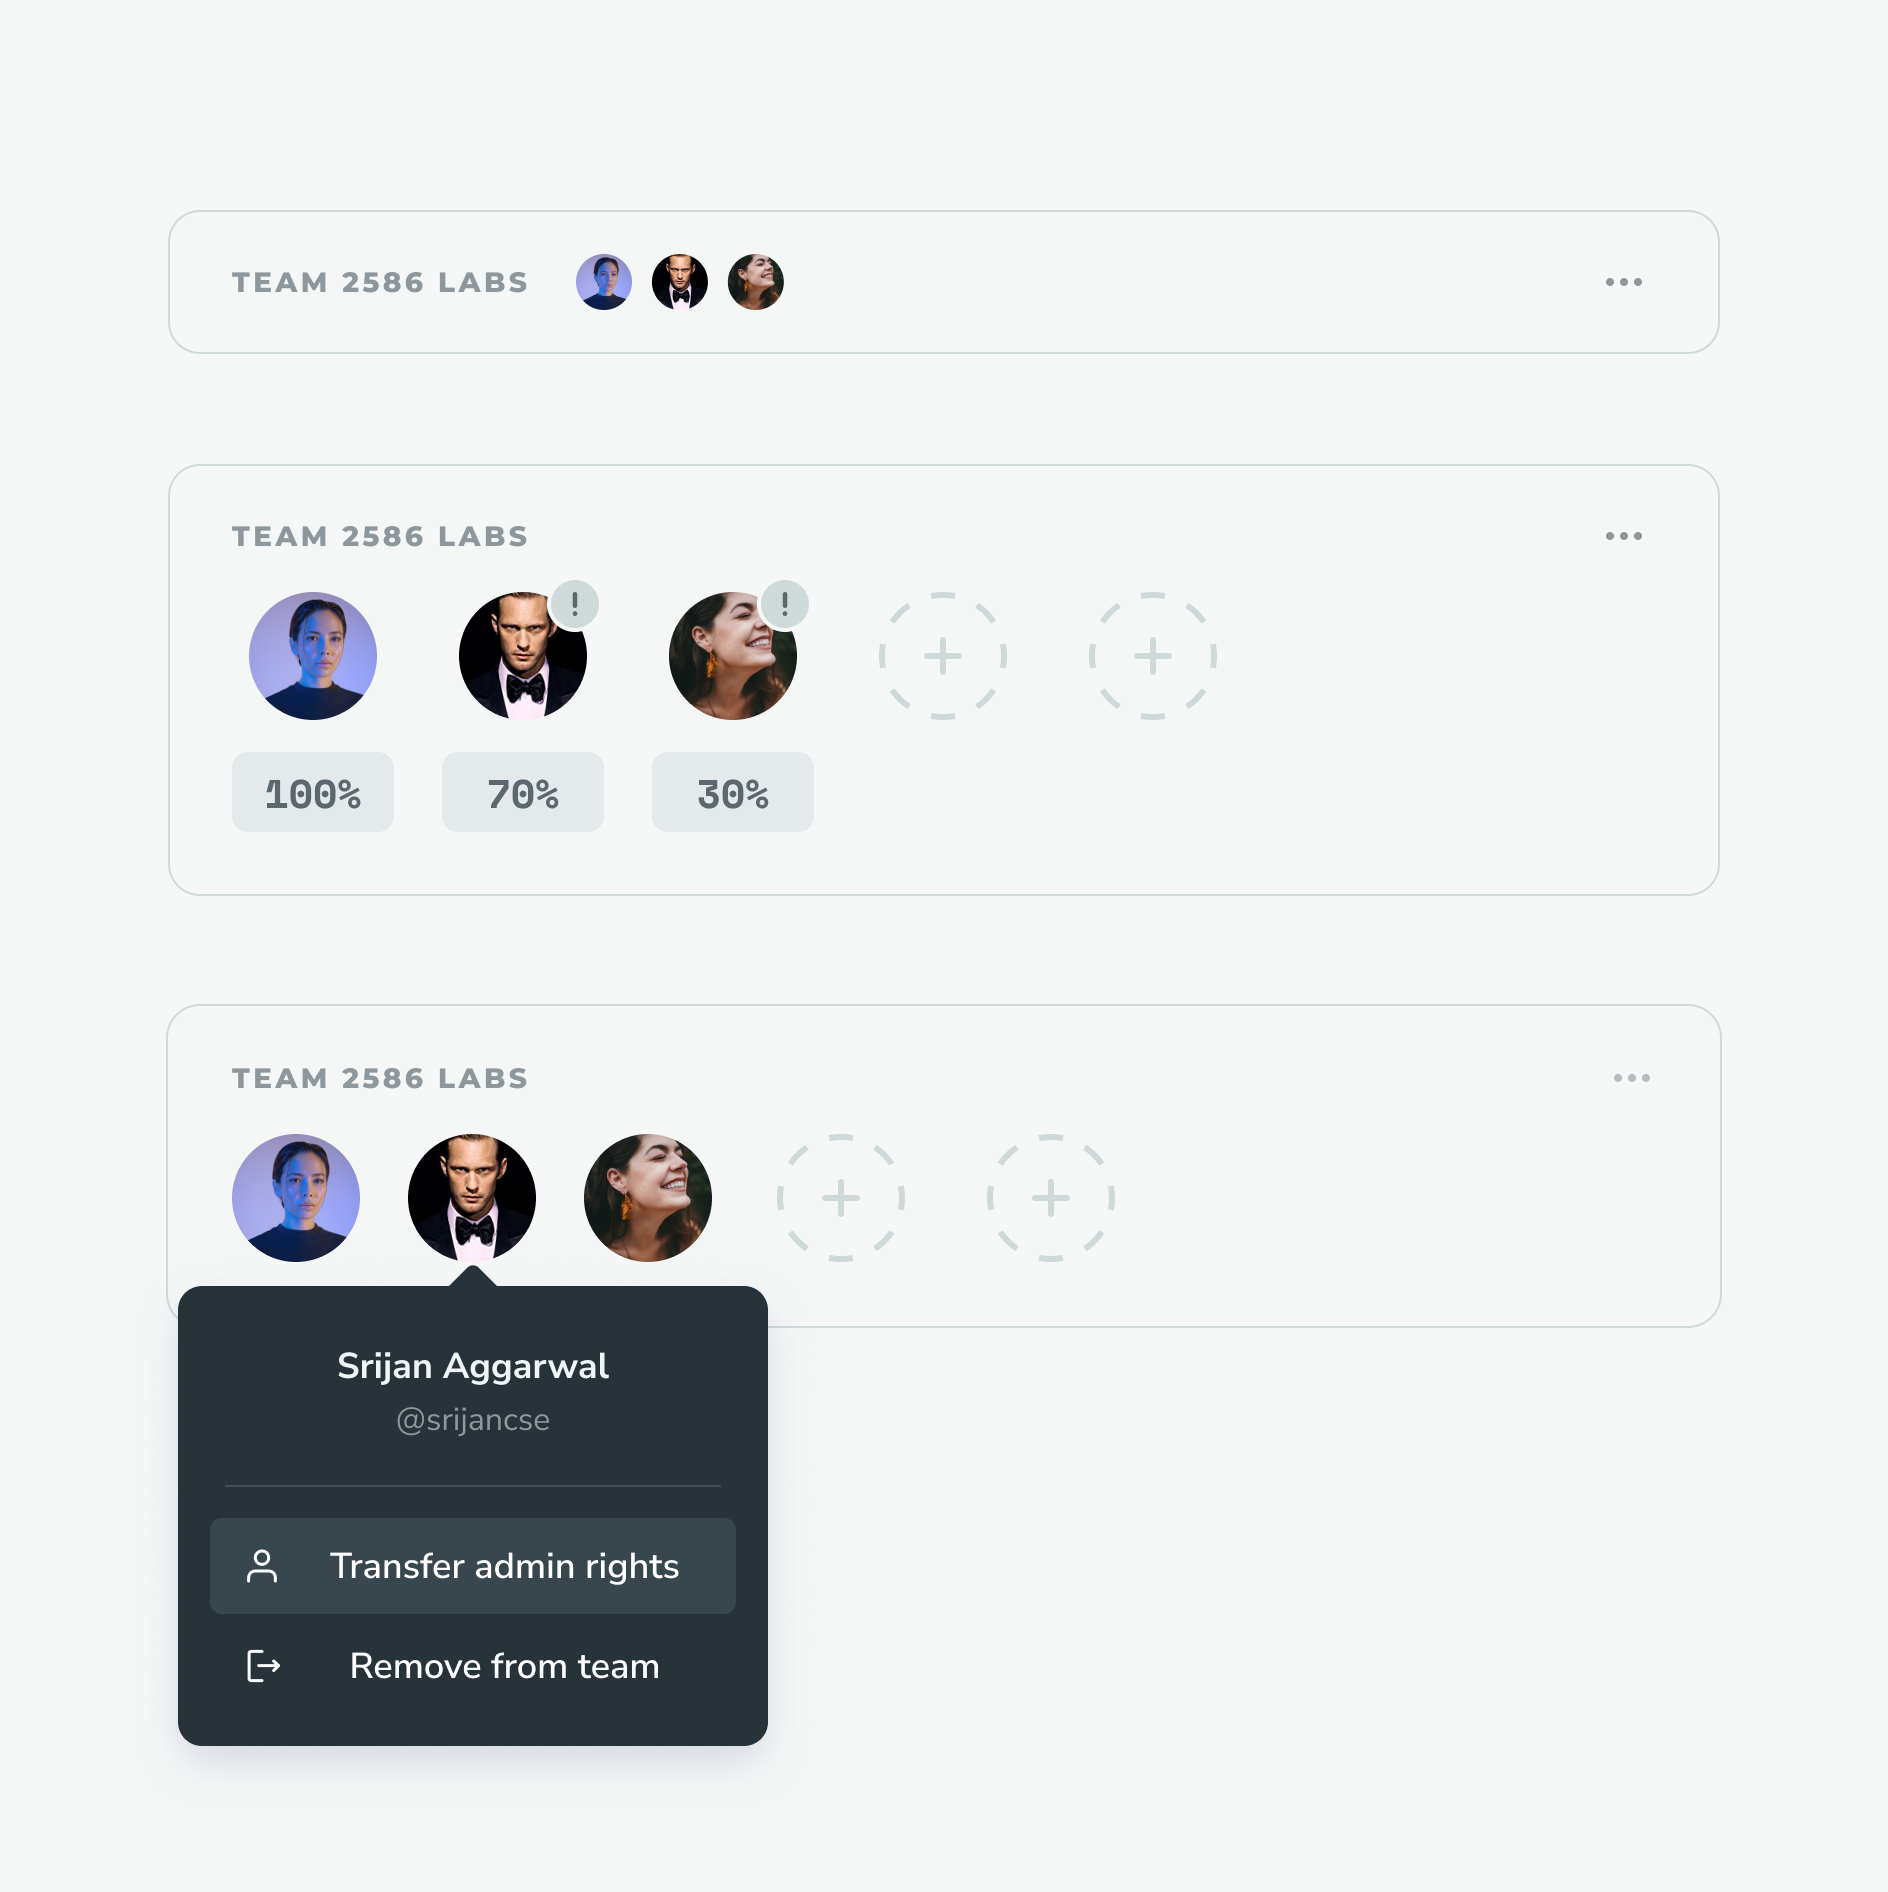 TEAM 2586 LABS
TEAM 2586 LABS
!
!
100%
70%
30%
TEAM 2586 LABS
Srijan Aggarwal
@srijancse
Transfer admin rights
Remove from team